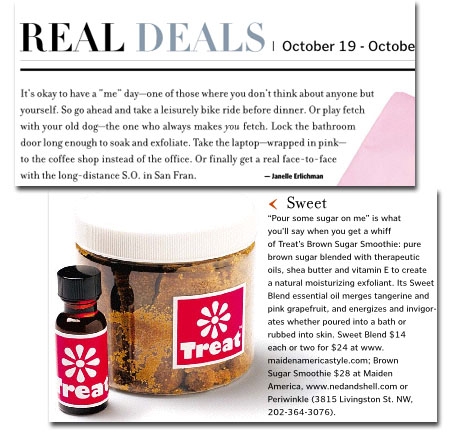 REAL DEALS | October 19 - Octobe
It's okay to have a "me" day—one of those where you don't think about anyone but
yourself. So go ahead and take a leisurely bike ride before dinner. Or play fetch
with your old dog—the one who always makes you fetch. Lock the bathroom
door long enough to soak and exfoliate. Take the laptop—wrapped in pink—
to the coffee shop instead of the office. Or finally get a real face-to-face
with the long-distance S.O. in San Fran.
— Janelle Erlichman
Sweet
"Pour some sugar on me" is what
you'll say when you get a whiff
of Treat's Brown Sugar Smoothie: pure
brown sugar blended with therapeutic
oils, shea butter and vitamin E to create
a natural moisturizing exfoliant. Its Sweet
Blend essential oil merges tangerine and
pink grapefruit, and energizes and invigor-
ates whether poured into a bath or
rubbed into skin. Sweet Blend $14
each or two for $24 at www.
maidenamericastyle.com; Brown
Sugar Smoothie $28 at Maiden
America, www.nedandshell.com or
Periwinkle (3815 Livingston St. NW,
202-364-3076).
Treat
Treat